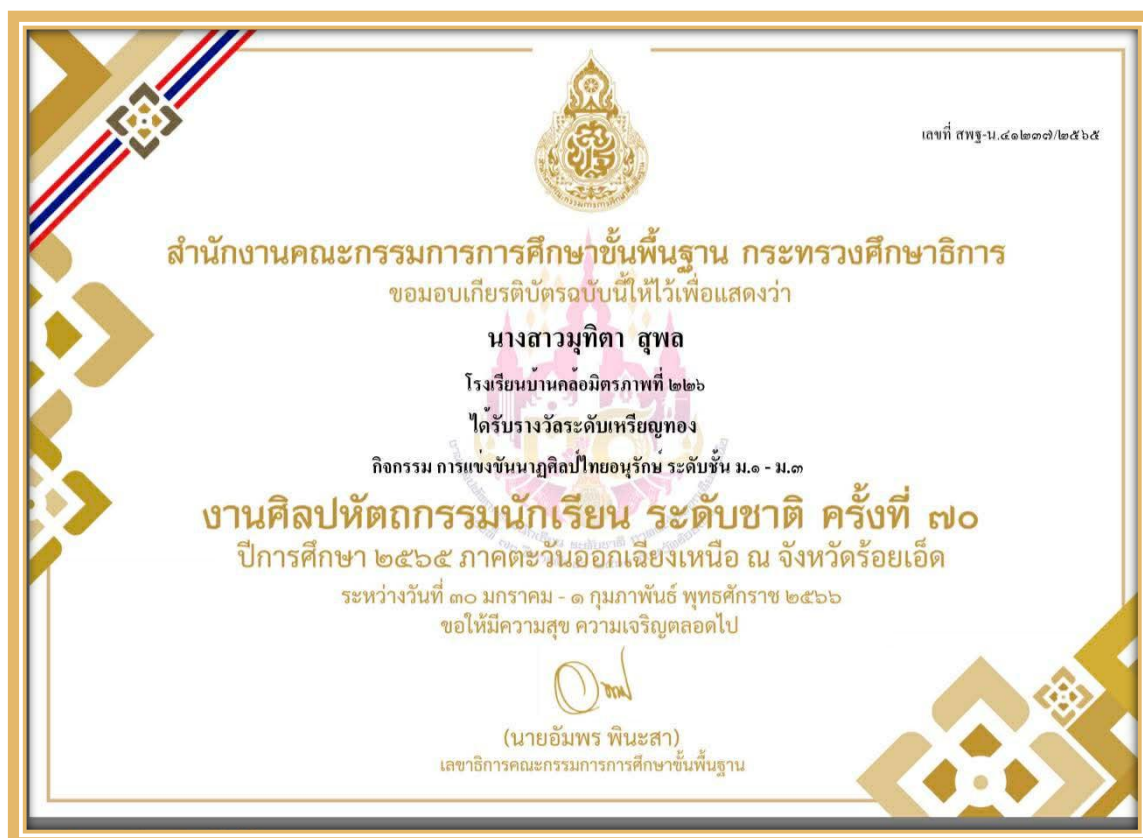 เลขที่ สพฐ-น.๔๑๒๓๗/๒๕๖๕
สำนักงานคณะกรรมการการศึกษาขั้นพื้นฐาน กระทรวงศึกษาธิการ
ขอมอบเกียรติบัตรฉบับนี้ให้ไว้เพื่อแสดงว่า
นางสาวมุทิตา สุพล
โรงเรียนบ้านคล้อมิตรภาพที่ ๒๒๖
ได้รับรางวัลระดับเหรียญทอง
กิจกรรม การแข่งขันนาฏศิลป์ไทยอนุรักษ์ ระดับชั้น ม.๑ - ม.๓
งานศิลปหัตถกรรมนักเรียน ระดับชาติ ครั้งที่ ๗๐
ปีการศึกษา ๒๕๖๕ ภาคตะวันออกเฉียงเหนือ ณ จังหวัดร้อยเอ็ด
ระหว่างวันที่ ๓๐ มกราคม - ๑ กุมภาพันธ์ พุทธศักราช ๒๕๖๖
ขอให้มีความสุข ความเจริญตลอดไป
(นายอัมพร พินะสา)
เลขาธิการคณะกรรมการการศึกษาขั้นพื้นฐาน